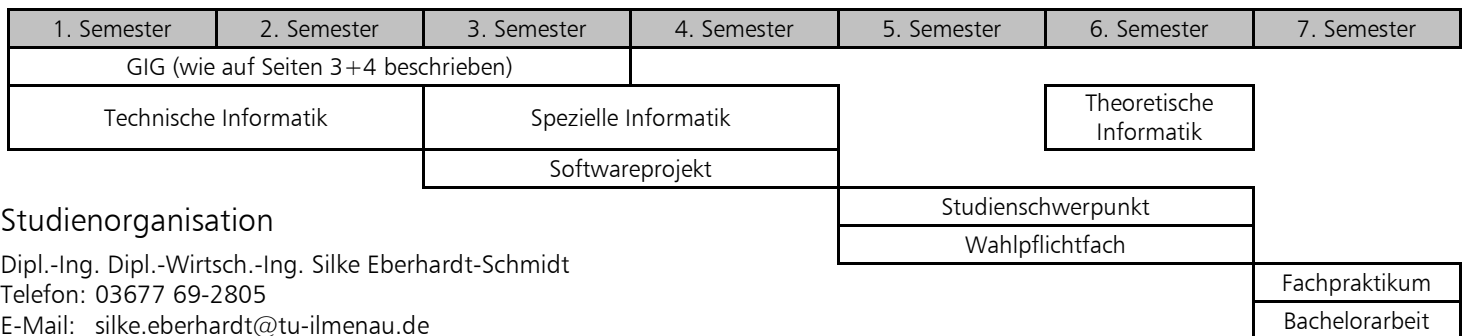 1. Semester 2. Semester 3. Semester 4. Semester 5. Semester 6. Semester 7. Semester
GIG (wie auf Seiten 3+4 beschrieben)
Technische Informatik
Spezielle Informatik
Theoretische
Informatik
Softwareprojekt
Studienschwerpunkt
Wahlpflichtfach
Fachpraktikum
Bachelorarbeit
Studienorganisation
Dipl.-Ing. Dipl.-Wirtsch.-Ing. Silke Eberhardt-Schmidt
Telefon: 03677 69-2805
E-Mail: silke.eberhardt@tu-ilmenau.de